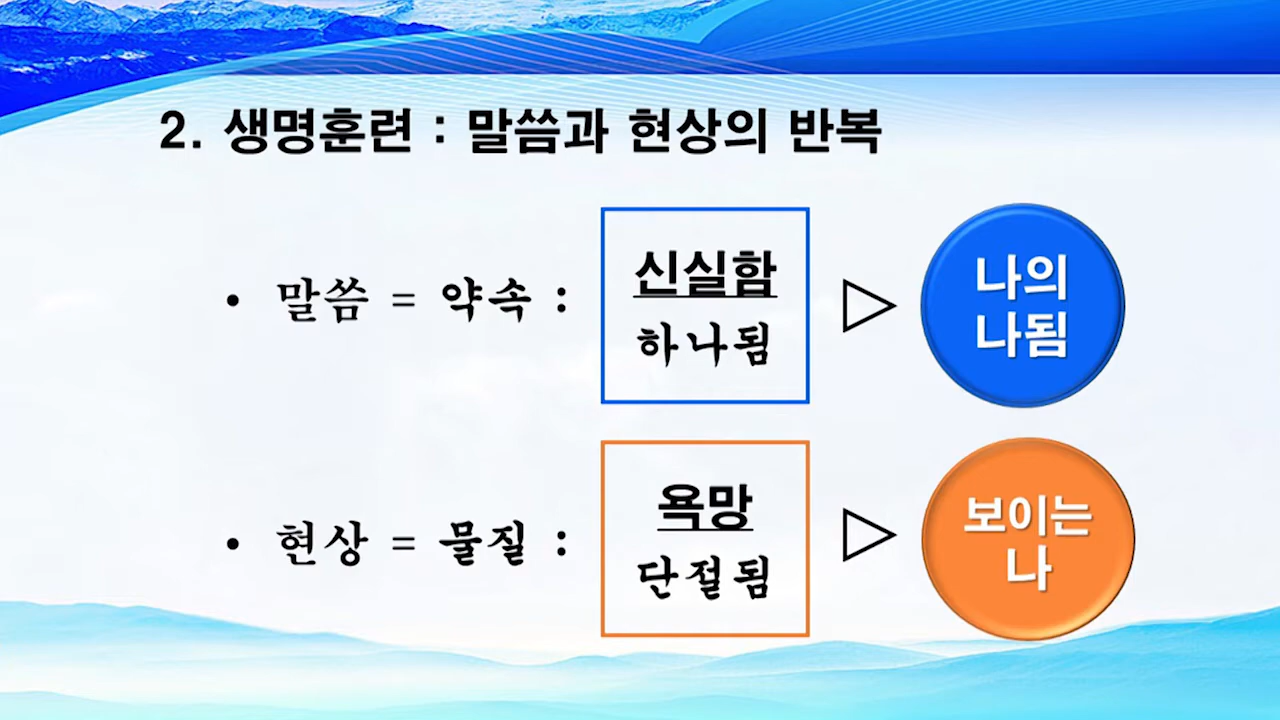 2. 생명훈련 : 말씀과 현상의 반복
• 말씀 = 약속 :
신실함
하나됨
나의
나됨
• 현상 = 물질 :
욕망
단절됨
보이는
나